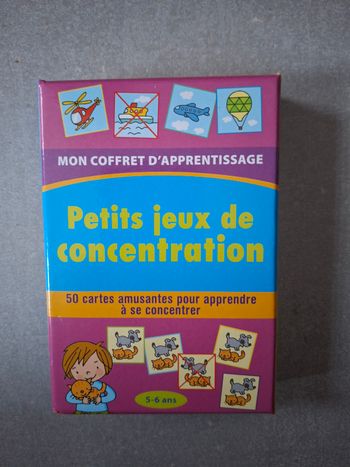 MON COFFRET D'APPRENTISSAGE
Petits jeux de
concentration
50 cartes amusantes pour apprendre
à se concentrer
5-6 ans